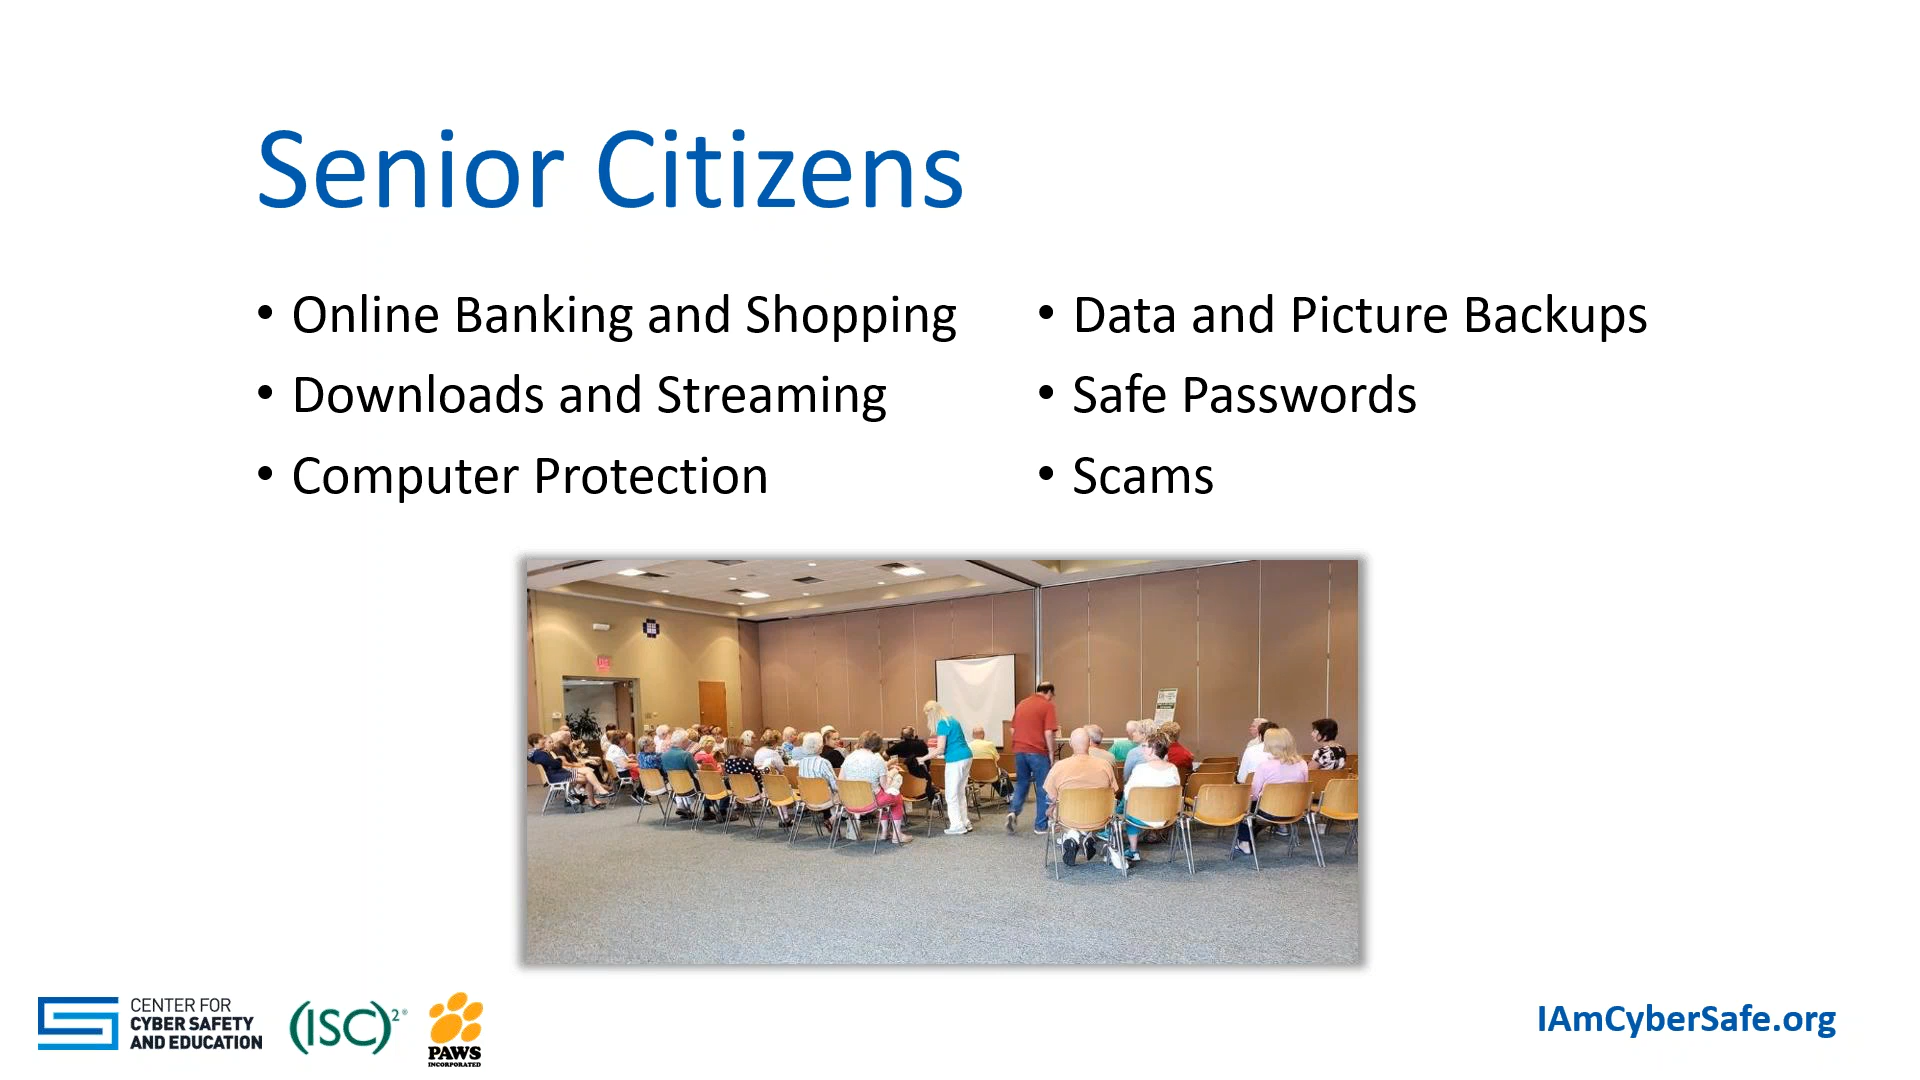 Senior Citizens
• Online Banking and Shopping
• Downloads and Streaming
• Computer Protection
• Data and Picture Backups
• Safe Passwords
• Scams
CENTER FOR
CYBER SAFETY
AND EDUCATION
(ISC)²®
PAWS
INCORPORATED
IAmCyberSafe.org